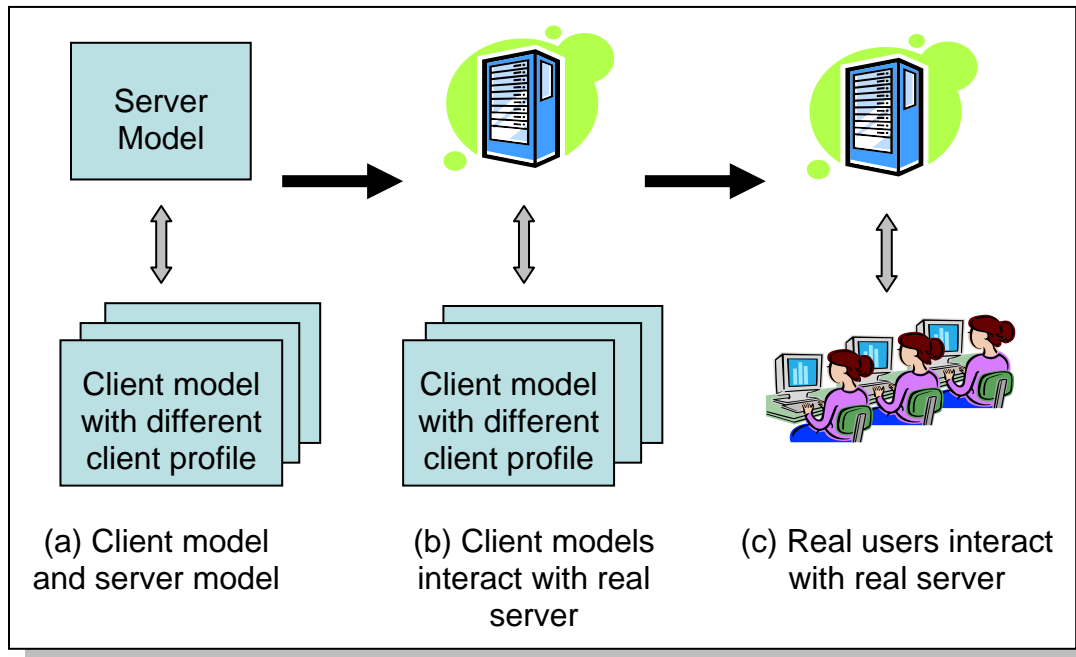 Server
Model
Client model
with different
client profile
Client model
with different
client profile
(a) Client model
and server model
(b) Client models
interact with real
server
(c) Real users interact
with real server